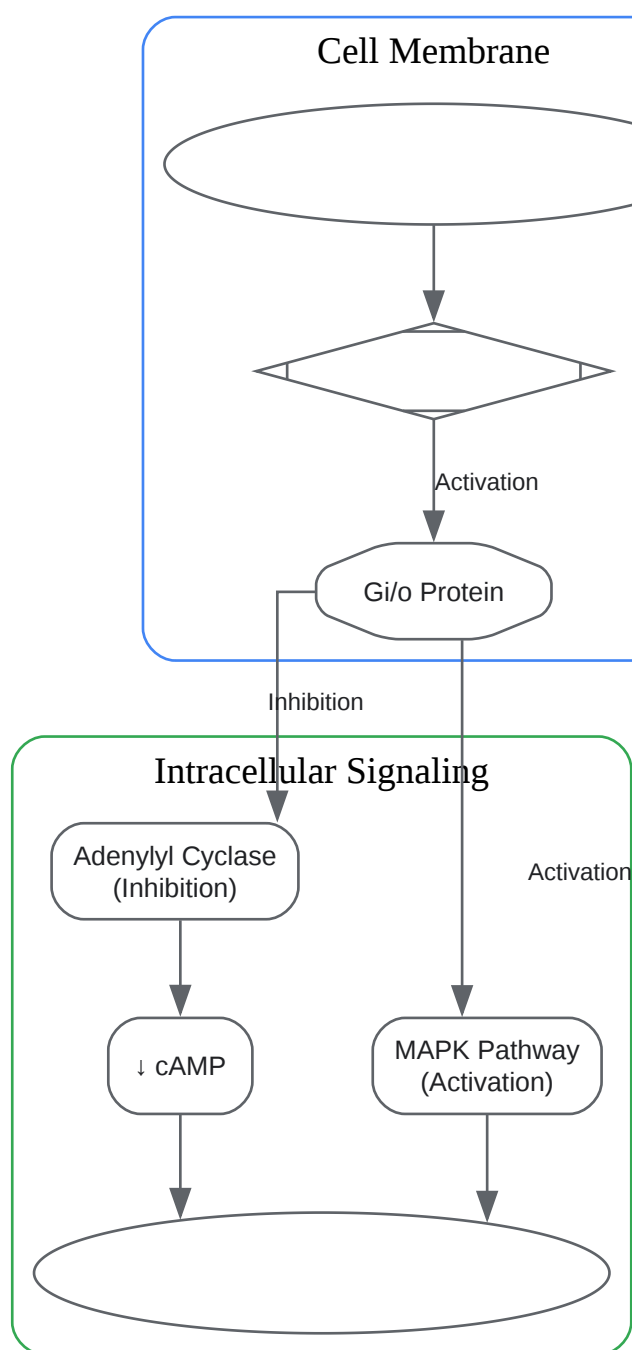 Cell Membrane
Activation
Gi/o Protein
Inhibition
Intracellular Signaling
Adenylyl Cyclase
(Inhibition)
Activation
↓ cAMP
MAPK Pathway
(Activation)